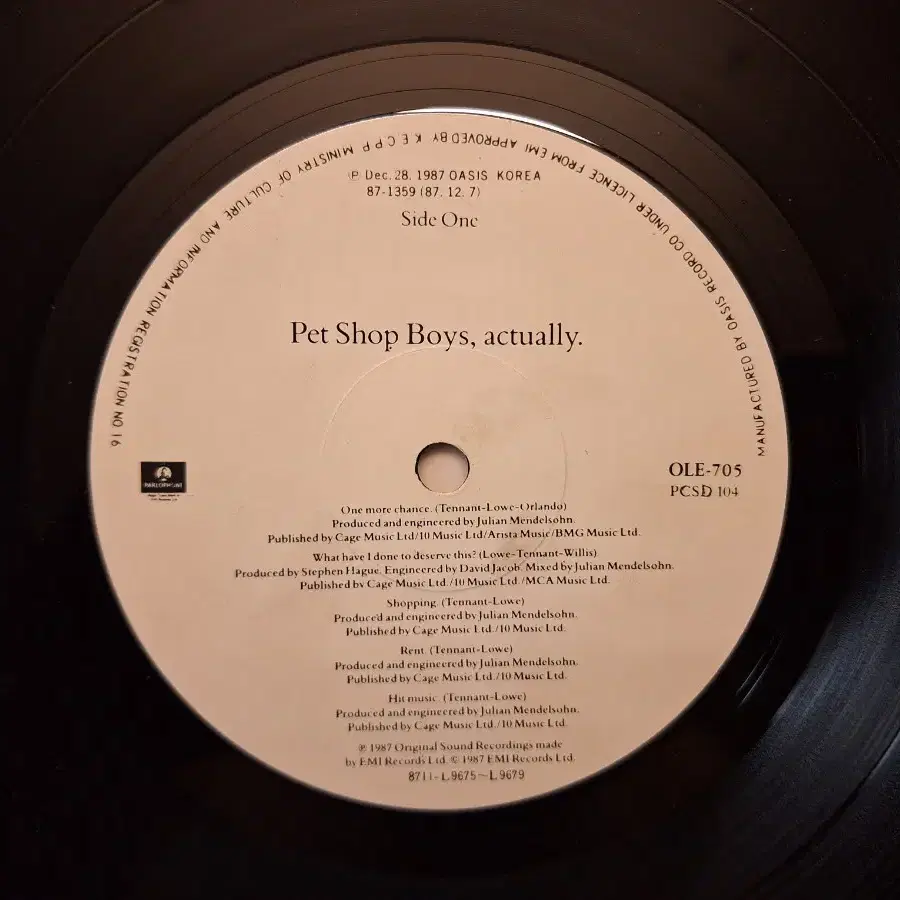 MANUFACTURED BY OASIS RECORD CO UNDER LICENCE FROM EMI APPROVED BY K.E.C.P.P MINISTRY OF CULTURE AND INFORMATION REGISTRATION NO 16
℗ Dec. 28. 1987 OASIS KOREA
87-1359 (87. 12. 7)
Side One
Pet Shop Boys, actually.
PARLOPHONE
OLE-705
PCSD 104
One more chance. (Tennant-Lowe-Orlando)
Produced and engineered by Julian Mendelsohn.
Published by Cage Music Ltd/10 Music Ltd/Arista Music/BMG Music Ltd.
What have I done to deserve this? (Lowe-Tennant-Willis)
Produced by Stephen Hague. Engineered by David Jacob. Mixed by Julian Mendelsohn.
Published by Cage Music Ltd./10 Music Ltd./MCA Music Ltd.
Shopping. (Tennant-Lowe)
Produced and engineered by Julian Mendelsohn.
Published by Cage Music Ltd./10 Music Ltd.
Rent. (Tennant-Lowe)
Produced and engineered by Julian Mendelsohn.
Published by Cage Music Ltd./10 Music Ltd.
Hit music. (Tennant-Lowe)
Produced and engineered by Julian Mendelsohn.
Published by Cage Music Ltd./10 Music Ltd.
℗ 1987 Original Sound Recordings made
by EMI Records Ltd. © 1987 EMI Records Ltd.
8711-L.9675~L.9679